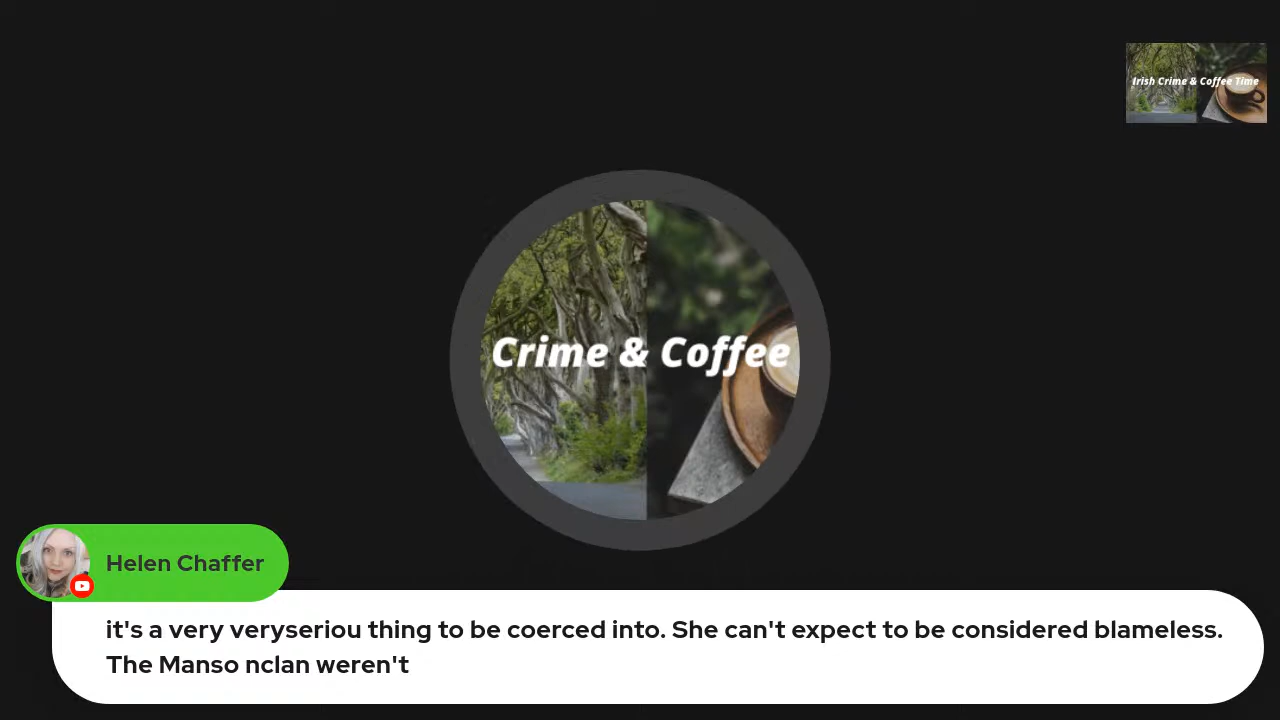 Irish Crime & Coffee Time
Crime & Coffee
Helen Chaffer
it's a very veryseriou thing to be coerced into. She can't expect to be considered blameless.
The Manso nclan weren't